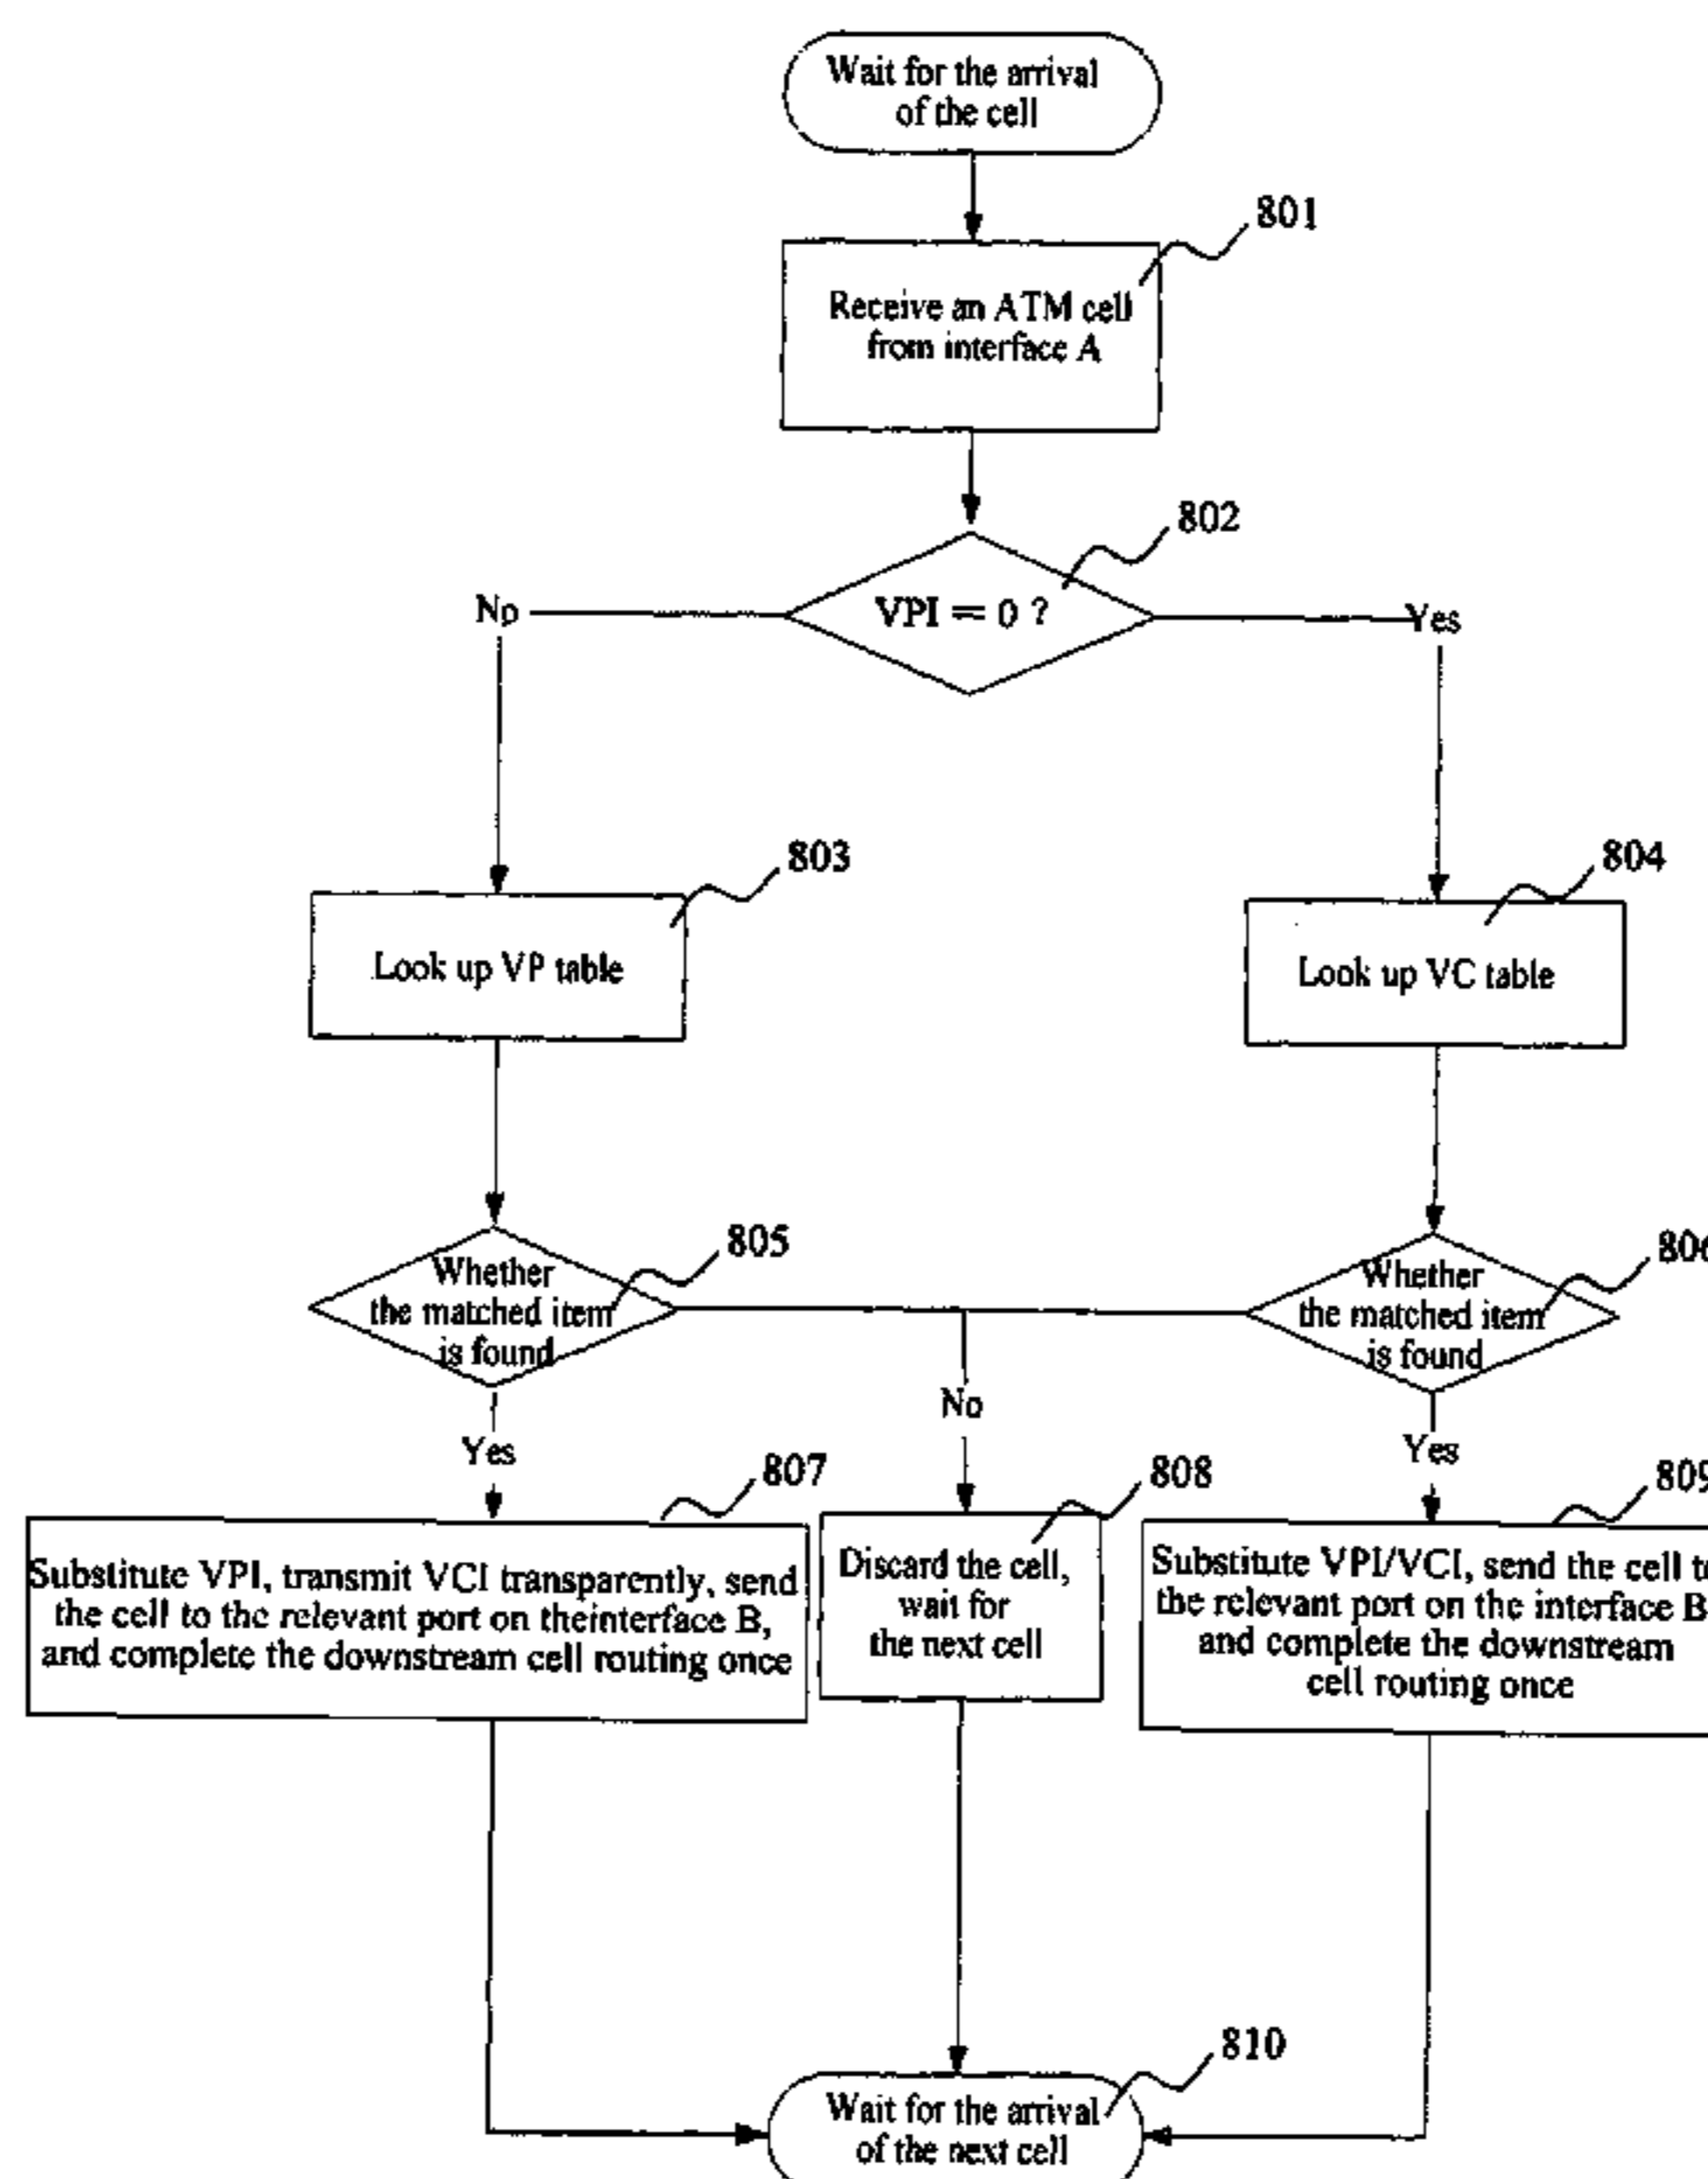 Wait for the arrival
of the cell
801
Receive an ATM cell
from interface A
802
VPI = 0 ?
No
Yes
803
804
Look up VP table
Look up VC table
805
Whether
the matched item
is found
806
Whether
the matched item
is found
No
Yes
Yes
807
808
809
Substitute VPI, transmit VCI transparently, send
the cell to the relevant port on theinterface B,
and complete the downstream cell routing once
Discard the cell,
wait for
the next cell
Substitute VPI/VCI, send the cell to
the relevant port on the interface B
and complete the downstream
cell routing once
810
Wait for the arrival
of the next cell